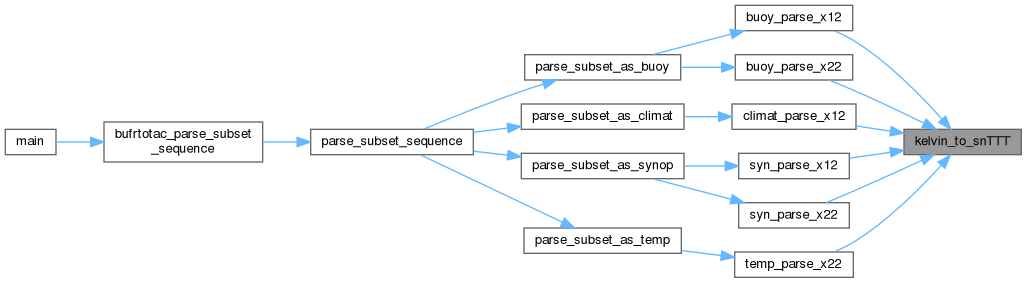 main
bufrtotac_parse_subset
_sequence
parse_subset_sequence
parse_subset_as_buoy
parse_subset_as_climat
parse_subset_as_synop
parse_subset_as_temp
buoy_parse_x12
buoy_parse_x22
climat_parse_x12
syn_parse_x12
syn_parse_x22
temp_parse_x22
kelvin_to_snTTT